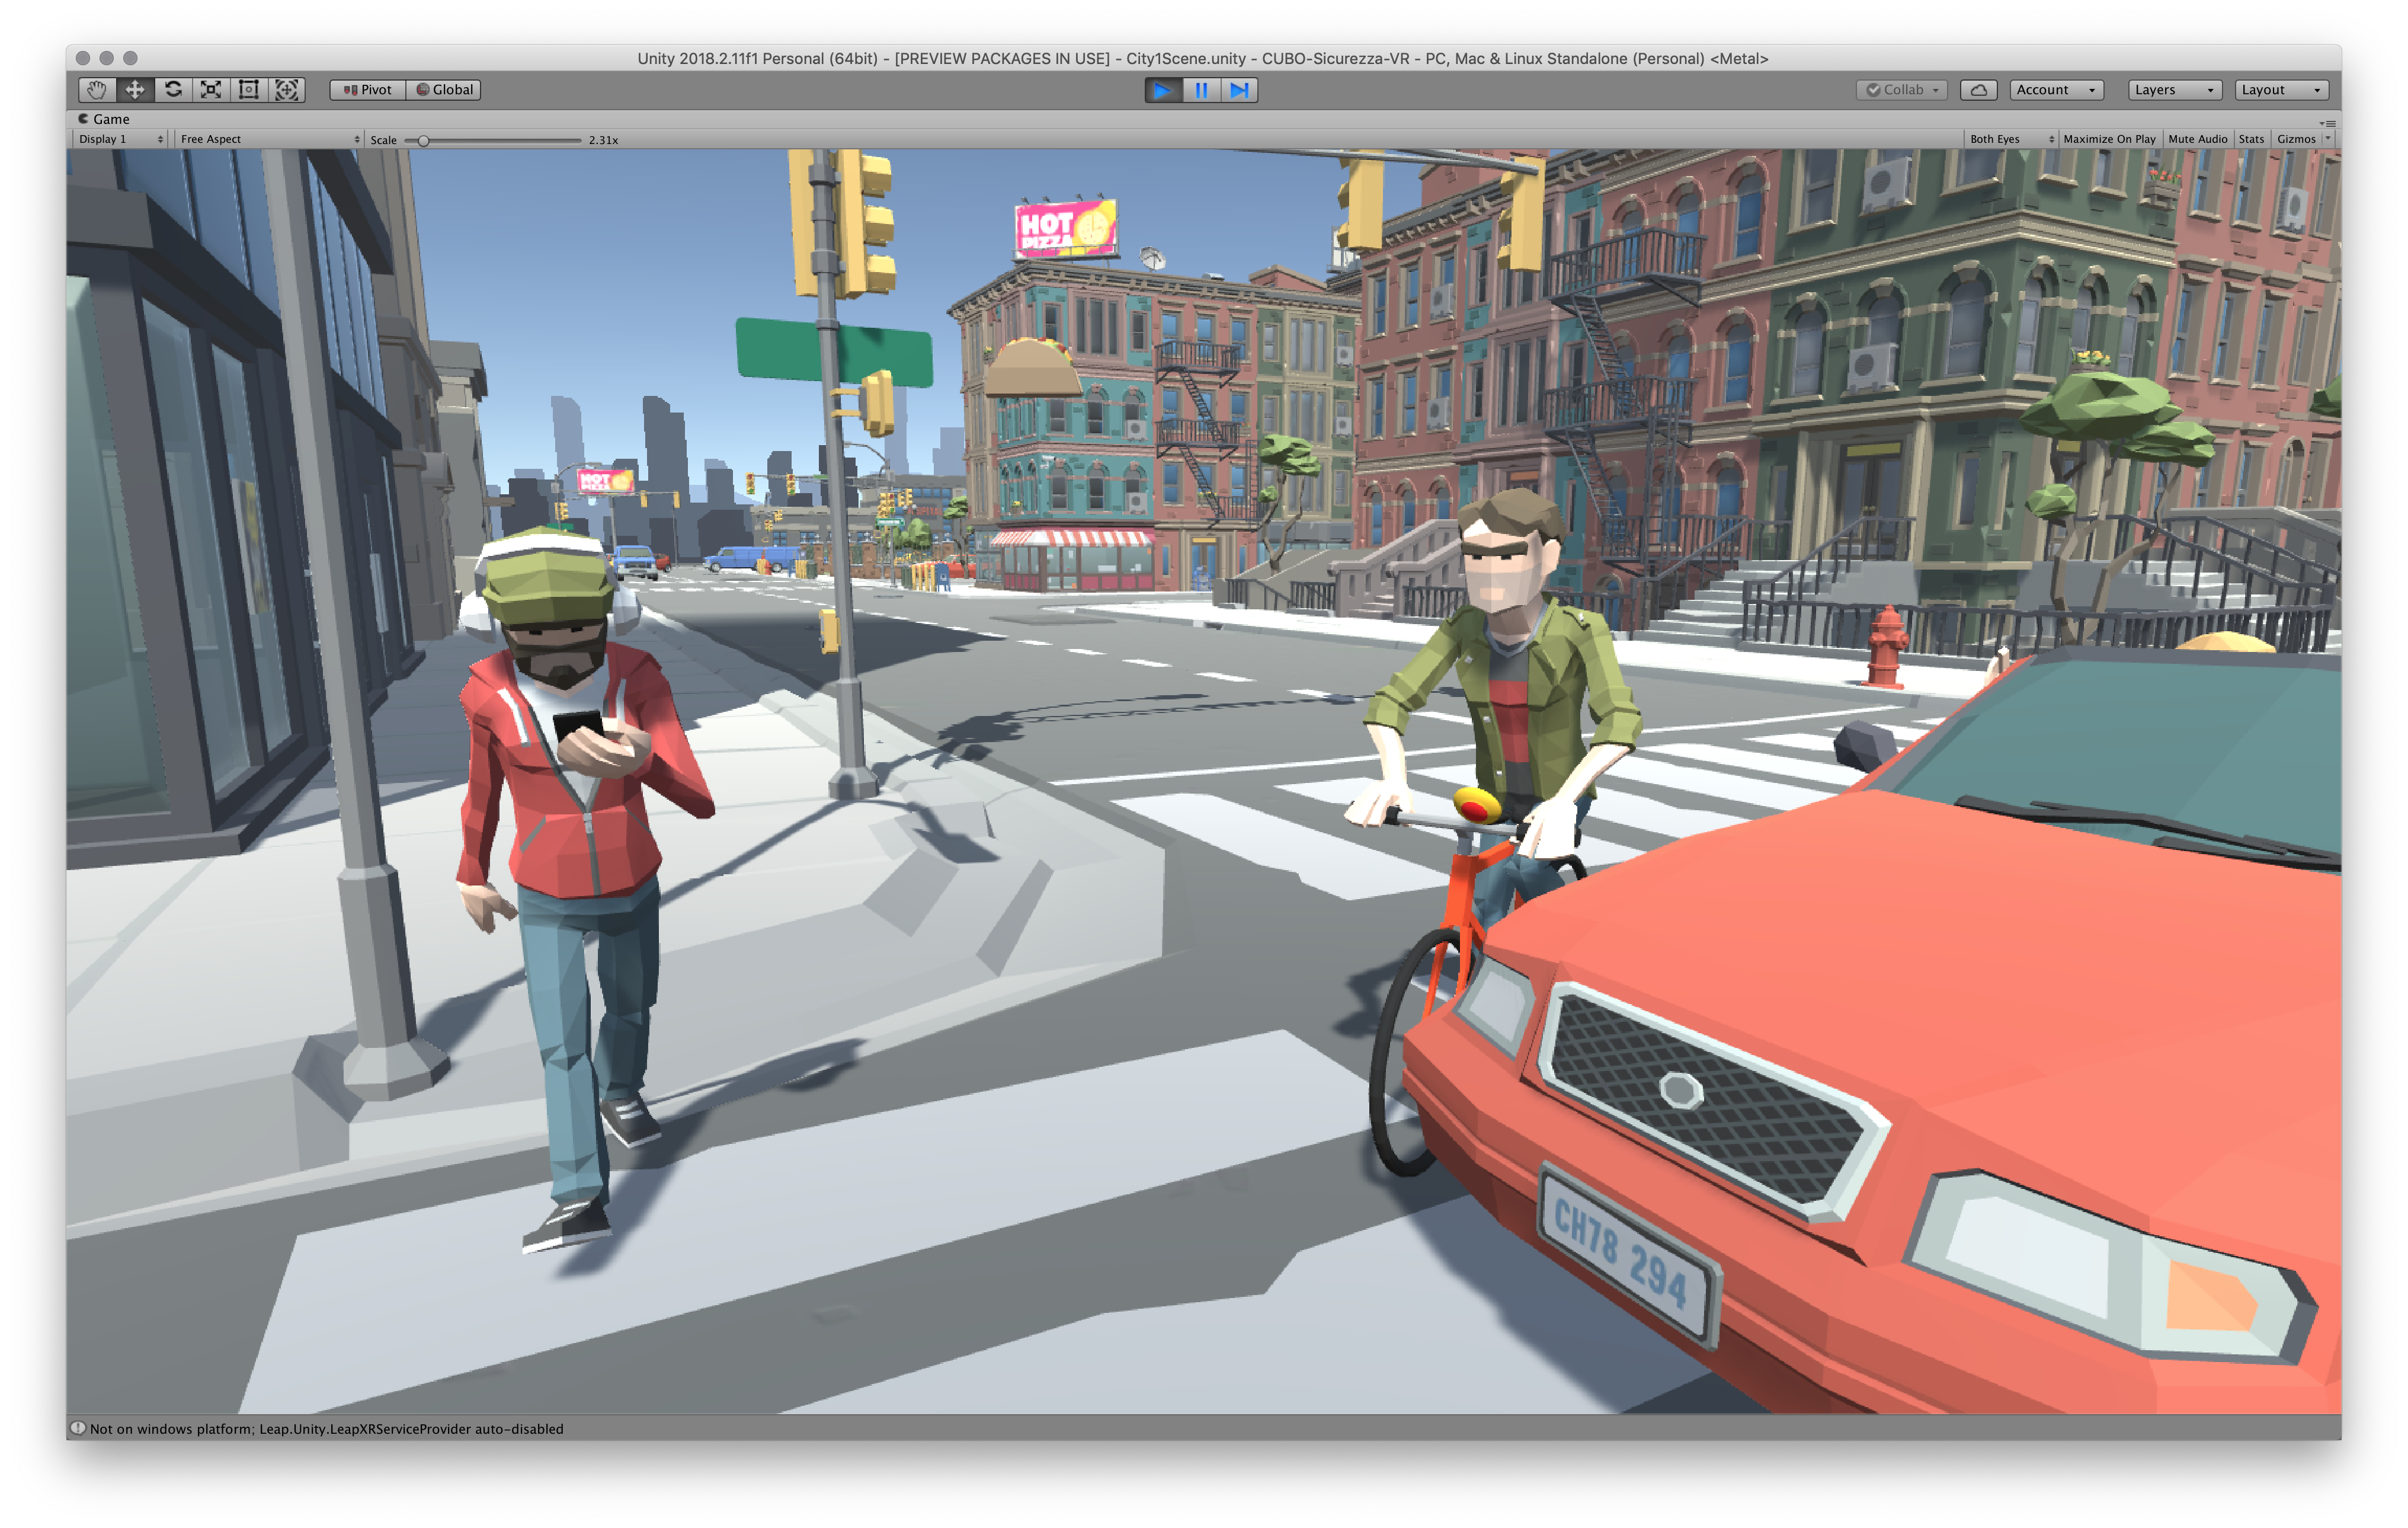 Unity 2018.2.11f1 Personal (64bit) - [PREVIEW PACKAGES IN USE] - City1Scene.unity - CUBO-Sicurezza-VR - PC, Mac & Linux Standalone (Personal) <Metal>
Pivot Global Collab Account Layers Layout
Game
Display 1 Free Aspect Scale 2.31x Both Eyes Maximize On Play Mute Audio Stats Gizmos
HOT
PIZZA
HOT
PIZZA
CH78 294
Not on windows platform; Leap.Unity.LeapXRServiceProvider auto-disabled